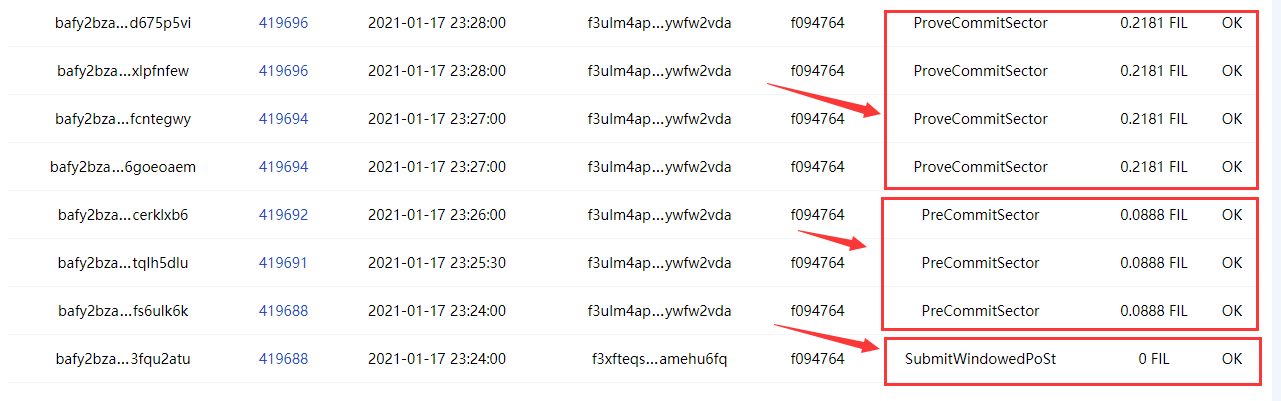 bafy2bza...d675p5vi 419696 2021-01-17 23:28:00 f3ulm4ap...ywfw2vda f094764 ProveCommitSector 0.2181 FIL OK
bafy2bza...xlpfnfew 419696 2021-01-17 23:28:00 f3ulm4ap...ywfw2vda f094764 ProveCommitSector 0.2181 FIL OK
bafy2bza...fcntegwy 419694 2021-01-17 23:27:00 f3ulm4ap...ywfw2vda f094764 ProveCommitSector 0.2181 FIL OK
bafy2bza...6goeoaem 419694 2021-01-17 23:27:00 f3ulm4ap...ywfw2vda f094764 ProveCommitSector 0.2181 FIL OK
bafy2bza...cerklxb6 419692 2021-01-17 23:26:00 f3ulm4ap...ywfw2vda f094764 PreCommitSector 0.0888 FIL OK
bafy2bza...tqlh5dlu 419691 2021-01-17 23:25:30 f3ulm4ap...ywfw2vda f094764 PreCommitSector 0.0888 FIL OK
bafy2bza...fs6ulk6k 419688 2021-01-17 23:24:00 f3ulm4ap...ywfw2vda f094764 PreCommitSector 0.0888 FIL OK
bafy2bza...3fqu2atu 419688 2021-01-17 23:24:00 f3xfteqs...amehu6fq f094764 SubmitWindowedPoSt 0 FIL OK